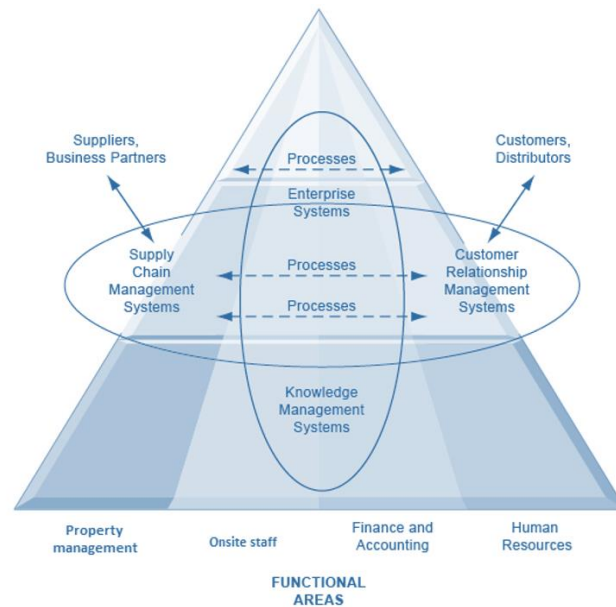 Suppliers,
Business Partners
Customers,
Distributors
Processes
Enterprise
Systems
Supply
Chain
Management
Systems
Processes
Processes
Customer
Relationship
Management
Systems
Knowledge
Management
Systems
Property
management
Onsite staff
Finance and
Accounting
Human
Resources
FUNCTIONAL
AREAS